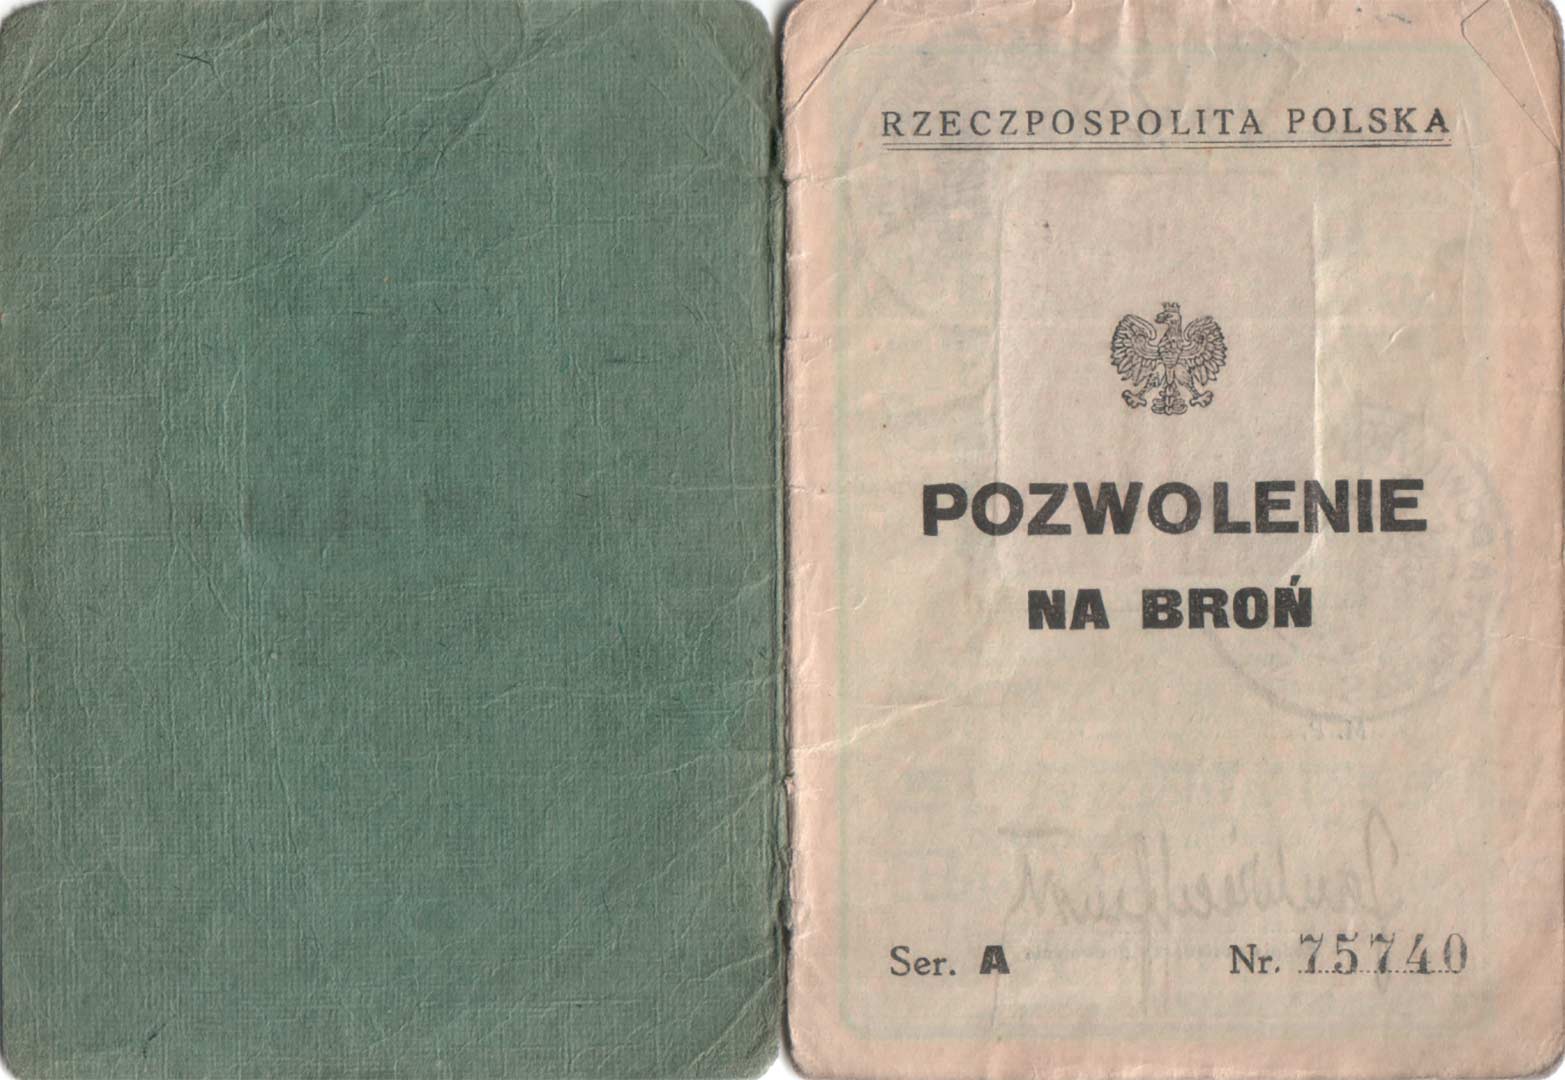 RZECZPOSPOLITA POLSKA
POZWOLENIE
NA BROŃ
Ser. A Nr. 75740